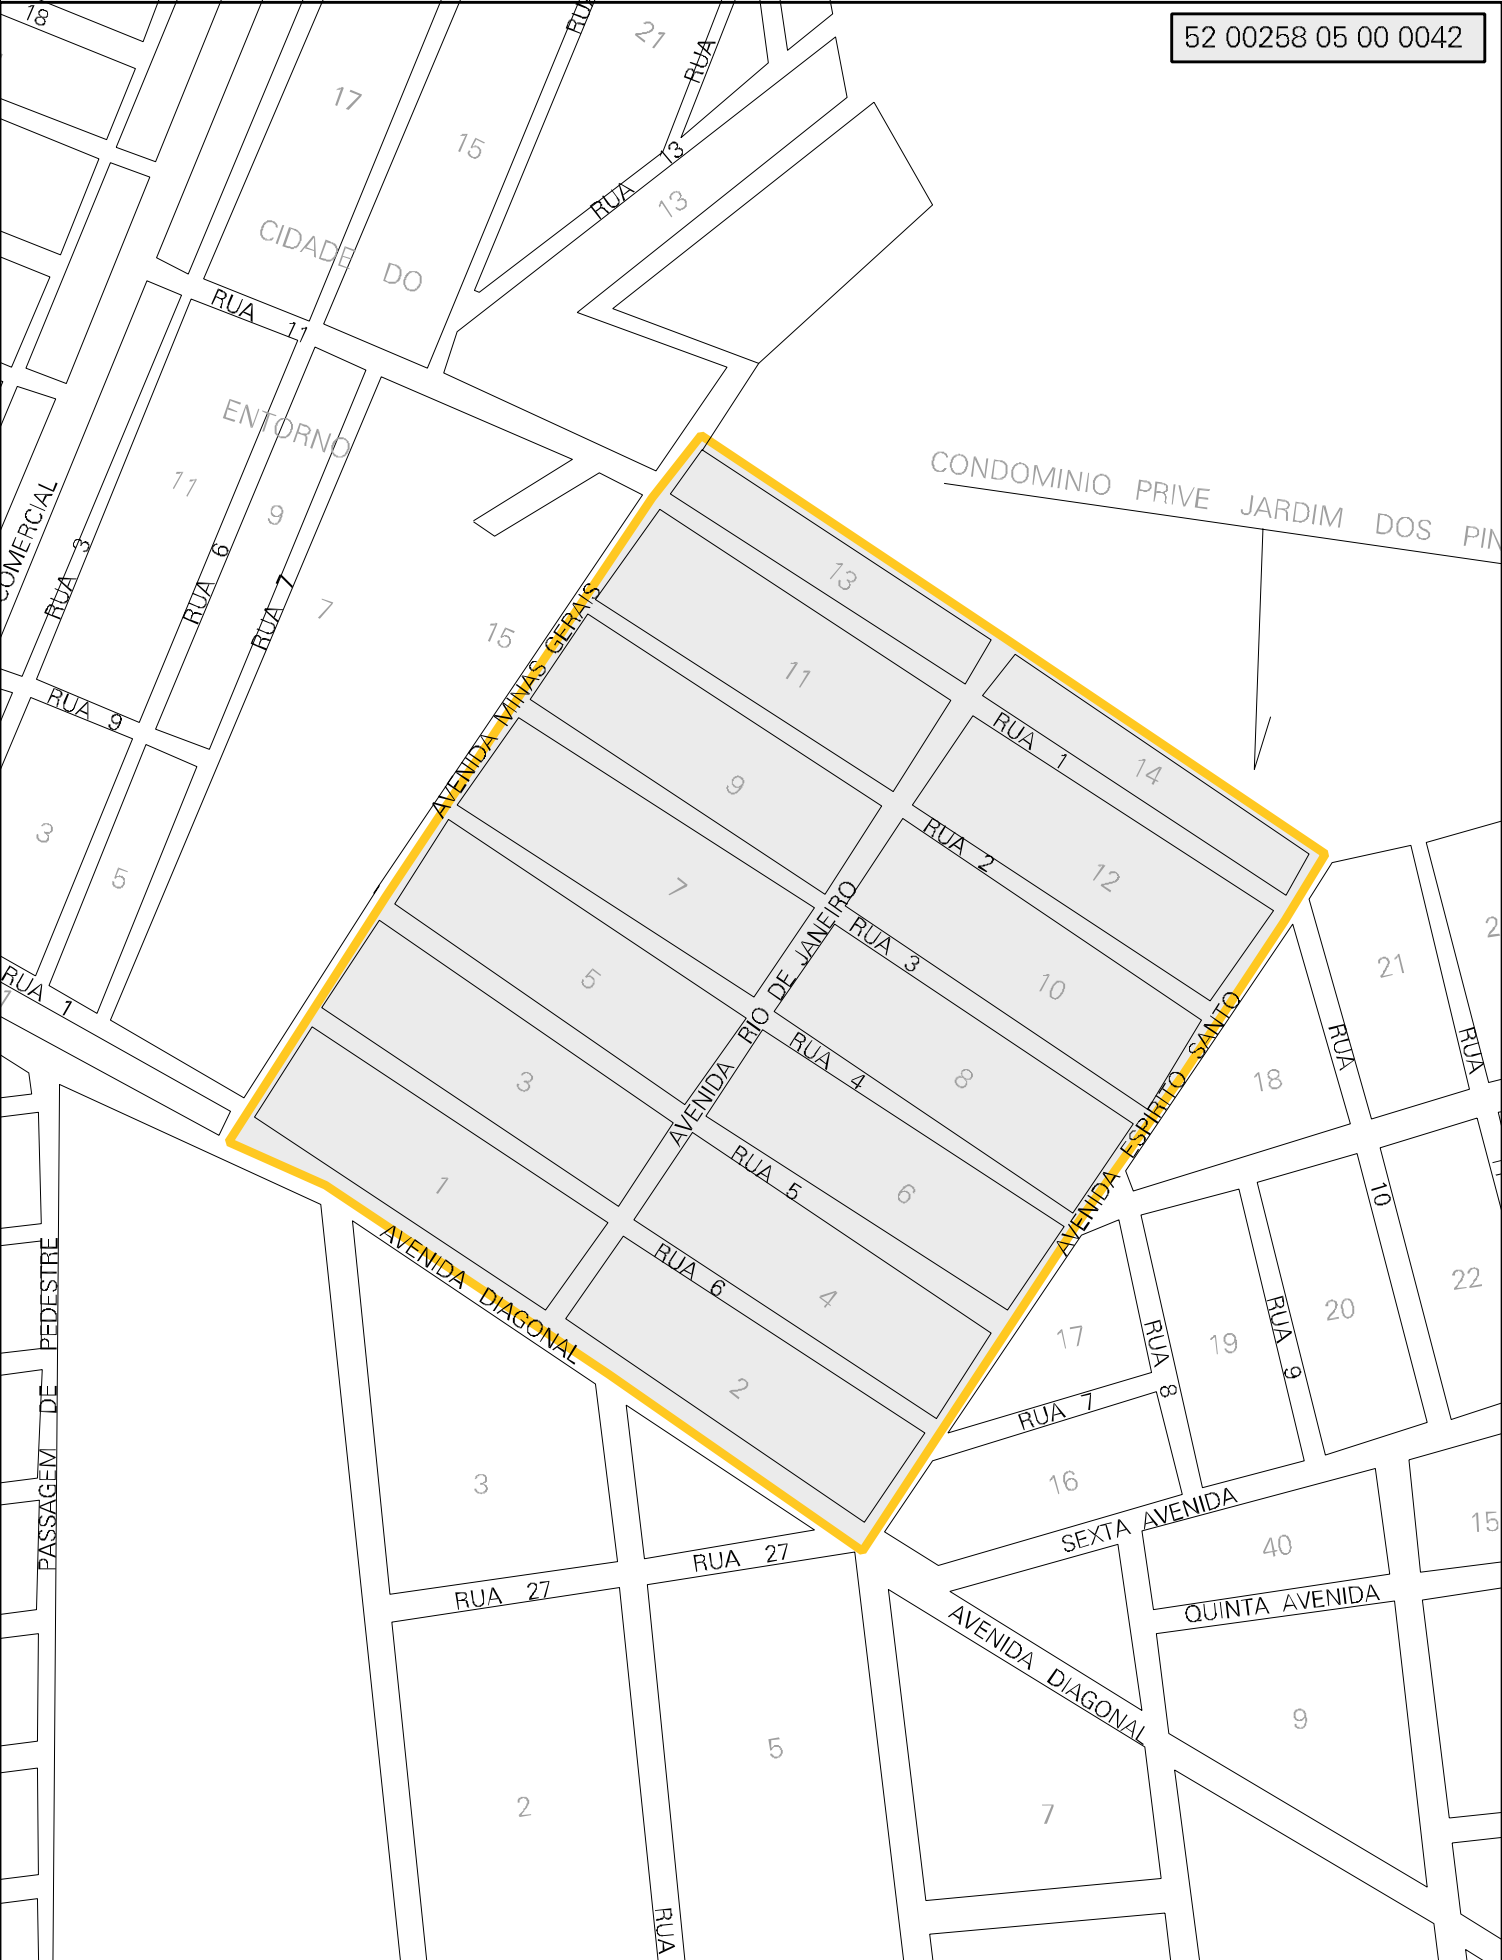 18
52 00258 05 00 0042
21
RUA
RUA
17
15
13
RUA
13
CIDADE DO
RUA 11
ENTORNO
CONDOMINIO PRIVE JARDIM DOS PIN
11
9
COMERCIAL
RUA 3
RUA 6
RUA 7
7
15
13
AVENIDA MINAS GERAIS
11
RUA 9
RUA 1
14
9
3
5
RUA 2
12
7
AVENIDA RIO DE JANEIRO
RUA 3
10
2
21
RUA 1
1
5
RUA 4
8
AVENIDA ESPIRITO SANTO
18
RUA
RUA
3
RUA 5
6
10
1
AVENIDA DIAGONAL
RUA 6
4
22
PASSAGEM DE PEDESTRE
17
RUA 8
19
RUA 9
20
2
RUA 7
3
16
SEXTA AVENIDA
40
15
RUA 27
RUA 27
QUINTA AVENIDA
AVENIDA DIAGONAL
9
5
2
7
RUA